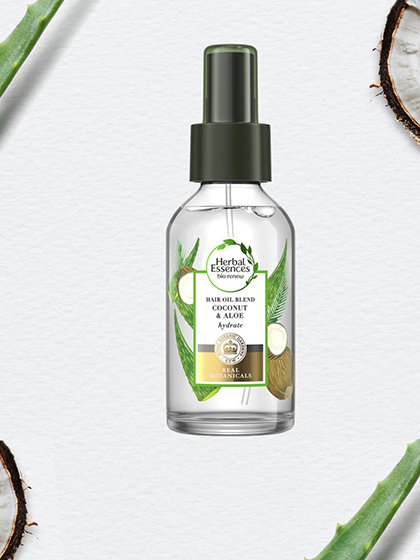 Herbal
Essences
bio:renew
HAIR OIL BLEND
COCONUT
& ALOE
hydrate
REAL
BOTANICALS